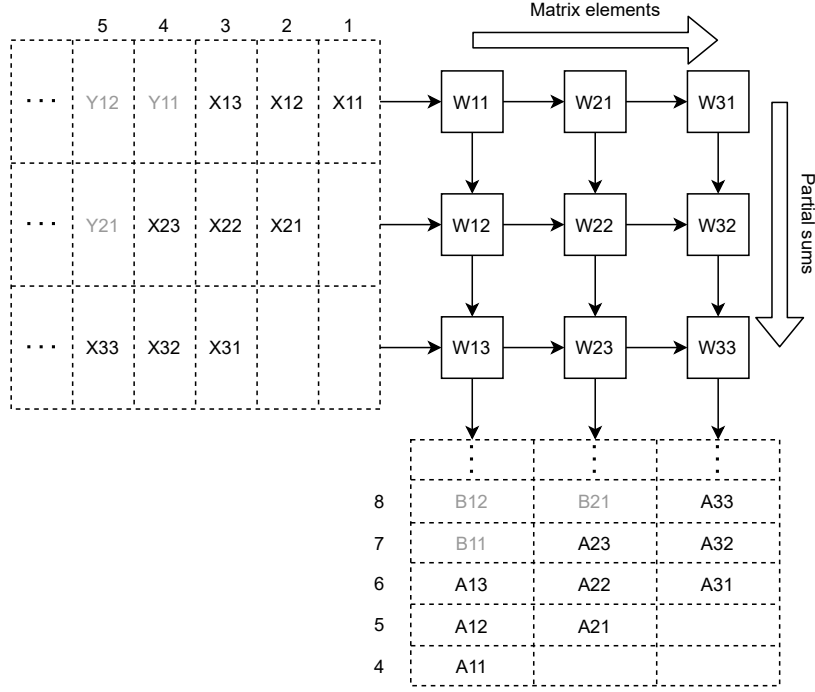 Matrix elements
5 4 3 2 1
· · · Y12 Y11 X13 X12 X11 W11 W21 W31
· · · Y21 X23 X22 X21 W12 W22 W32
Partial sums
· · · X33 X32 X31 W13 W23 W33
8 B12 B21 A33
7 B11 A23 A32
6 A13 A22 A31
5 A12 A21
4 A11